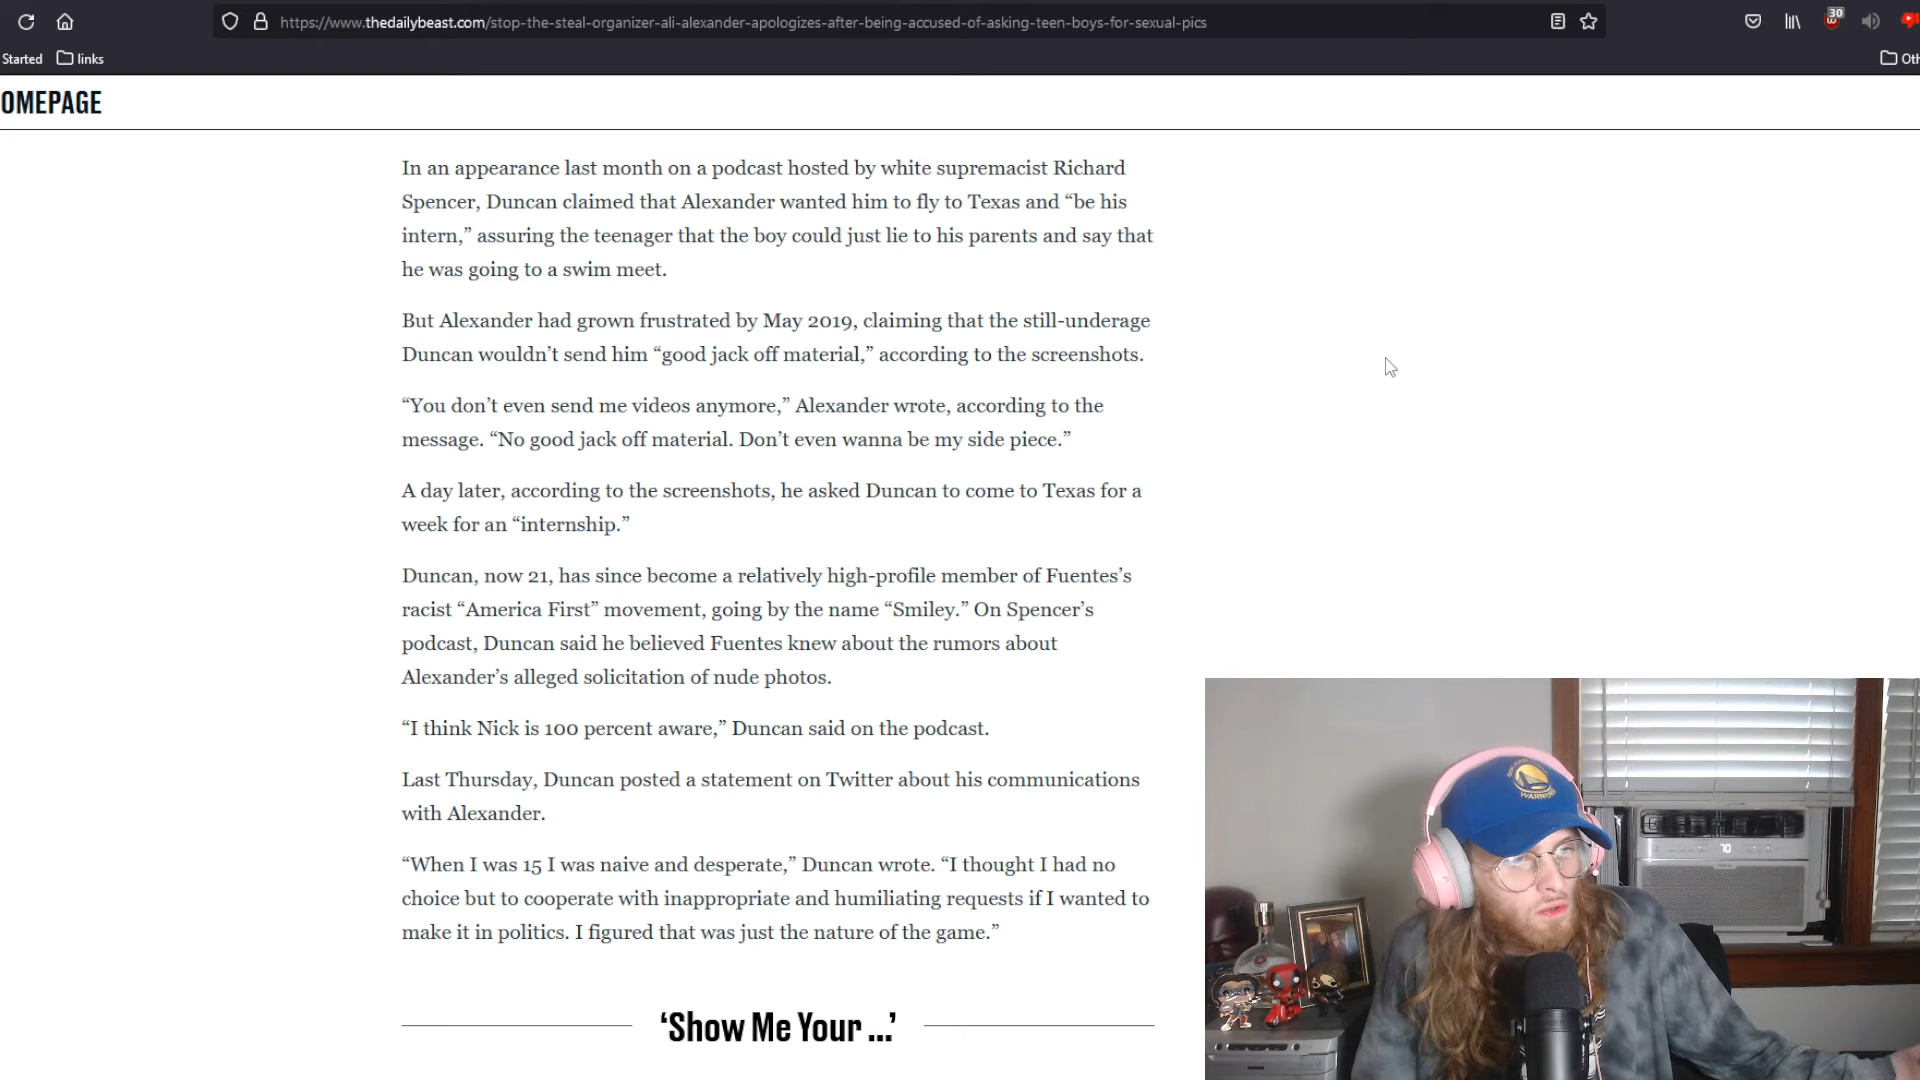 https://www.thedailybeast.com/stop-the-steal-organizer-ali-alexander-apologizes-after-being-accused-of-asking-teen-boys-for-sexual-pics
30
Started
links
Oth
OMEPAGE
In an appearance last month on a podcast hosted by white supremacist Richard
Spencer, Duncan claimed that Alexander wanted him to fly to Texas and “be his
intern,” assuring the teenager that the boy could just lie to his parents and say that
he was going to a swim meet.
But Alexander had grown frustrated by May 2019, claiming that the still-underage
Duncan wouldn’t send him “good jack off material,” according to the screenshots.
“You don’t even send me videos anymore,” Alexander wrote, according to the
message. “No good jack off material. Don’t even wanna be my side piece.”
A day later, according to the screenshots, he asked Duncan to come to Texas for a
week for an “internship.”
Duncan, now 21, has since become a relatively high-profile member of Fuentes’s
racist “America First” movement, going by the name “Smiley.” On Spencer’s
podcast, Duncan said he believed Fuentes knew about the rumors about
Alexander’s alleged solicitation of nude photos.
“I think Nick is 100 percent aware,” Duncan said on the podcast.
Last Thursday, Duncan posted a statement on Twitter about his communications
with Alexander.
“When I was 15 I was naive and desperate,” Duncan wrote. “I thought I had no
choice but to cooperate with inappropriate and humiliating requests if I wanted to
make it in politics. I figured that was just the nature of the game.”
‘Show Me Your ...’
WARRIORS
70